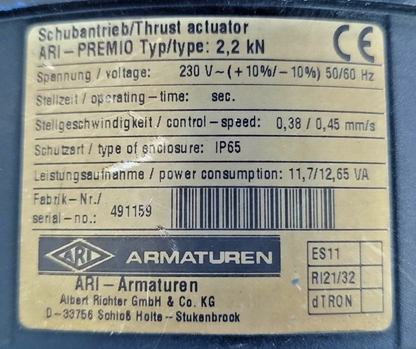 Schubantrieb/Thrust actuator
ARI-PREMIO Typ/type: 2,2 kN
CE
Spannung / voltage: 230 V~(+10%/-10%) 50/60 Hz
Stellzeit / operating-time: sec.
Stellgeschwindigkeit / control-speed: 0,38 / 0,45 mm/s
Schutzart / type of enclosure: IP65
Leistungsaufnahme / power consumption: 11,7/12,65 VA
Fabrik-Nr./
serial-no.: 491159
ARI ARMATUREN
ARI-Armaturen
Albert Richter GmbH & Co. KG
D-33756 Schloß Holte-Stukenbrock
ES11
RI21/32
dTRON